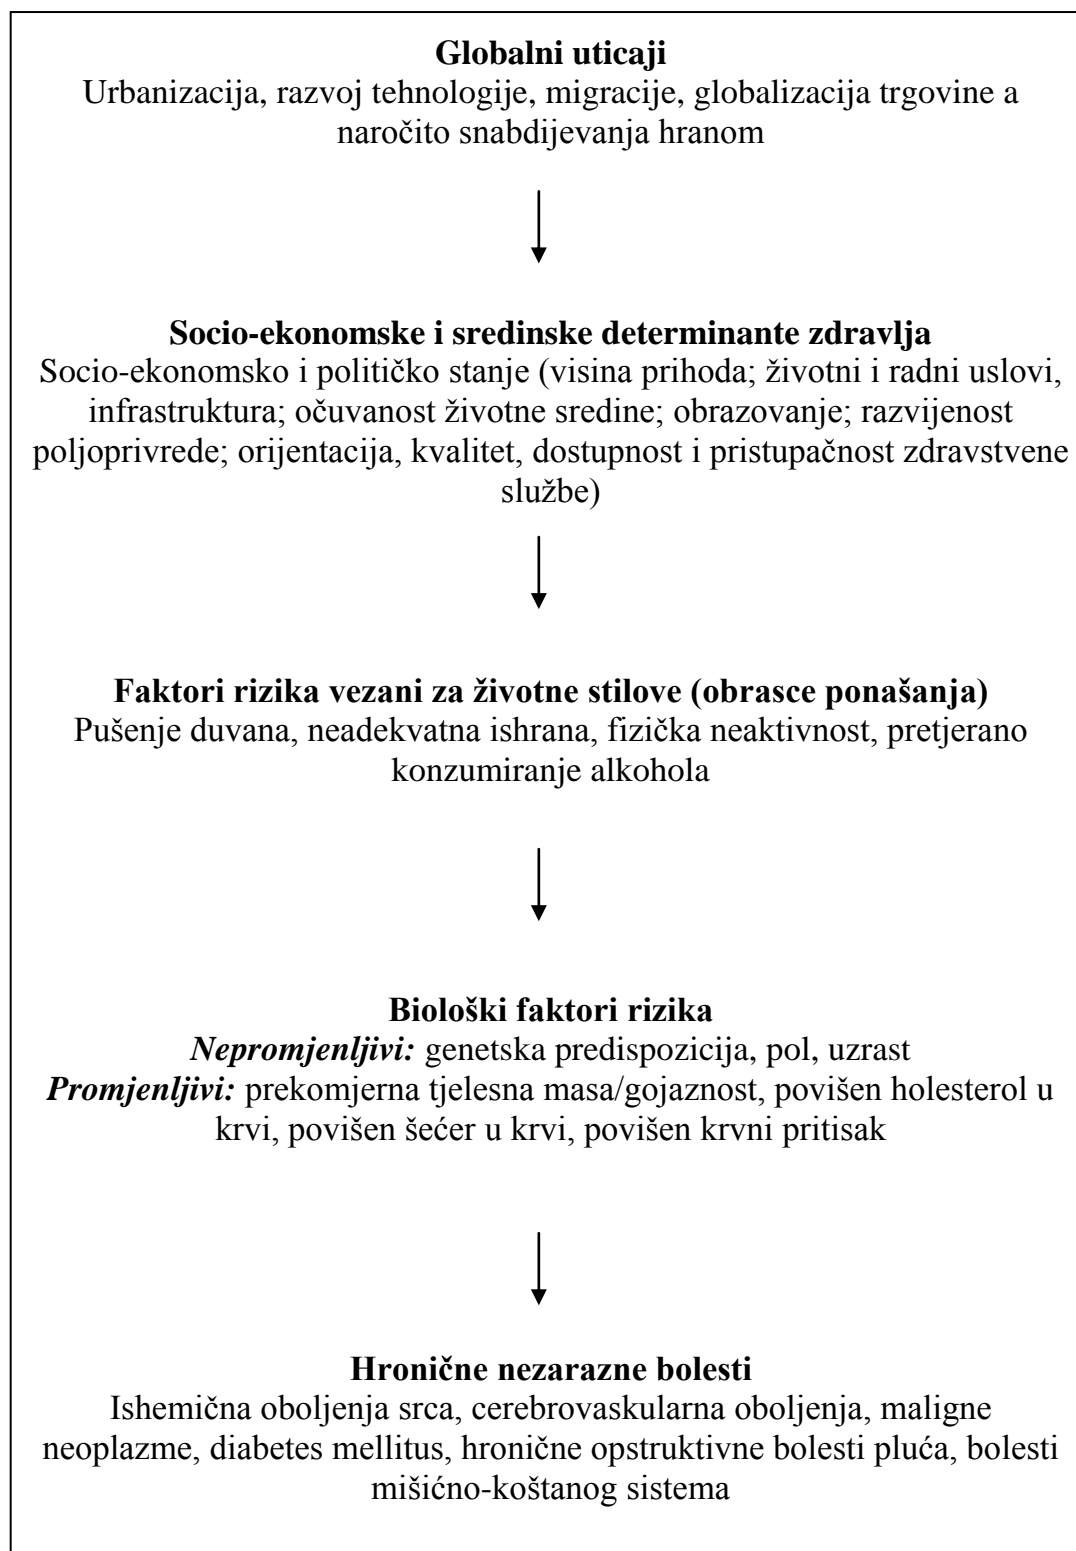 Globalni uticaji
Urbanizacija, razvoj tehnologije, migracije, globalizacija trgovine a
naročito snabdijevanja hranom
Socio-ekonomske i sredinske determinante zdravlja
Socio-ekonomsko i političko stanje (visina prihoda; životni i radni uslovi,
infrastruktura; očuvanost životne sredine; obrazovanje; razvijenost
poljoprivrede; orijentacija, kvalitet, dostupnost i pristupačnost zdravstvene
službe)
Faktori rizika vezani za životne stilove (obrasce ponašanja)
Pušenje duvana, neadekvatna ishrana, fizička neaktivnost, pretjerano
konzumiranje alkohola
Biološki faktori rizika
Nepromjenljivi: genetska predispozicija, pol, uzrast
Promjenljivi: prekomjerna tjelesna masa/gojaznost, povišen holesterol u
krvi, povišen šećer u krvi, povišen krvni pritisak
Hronične nezarazne bolesti
Ishemična oboljenja srca, cerebrovaskularna oboljenja, maligne
neoplazme, diabetes mellitus, hronične opstruktivne bolesti pluća, bolesti
mišićno-koštanog sistema